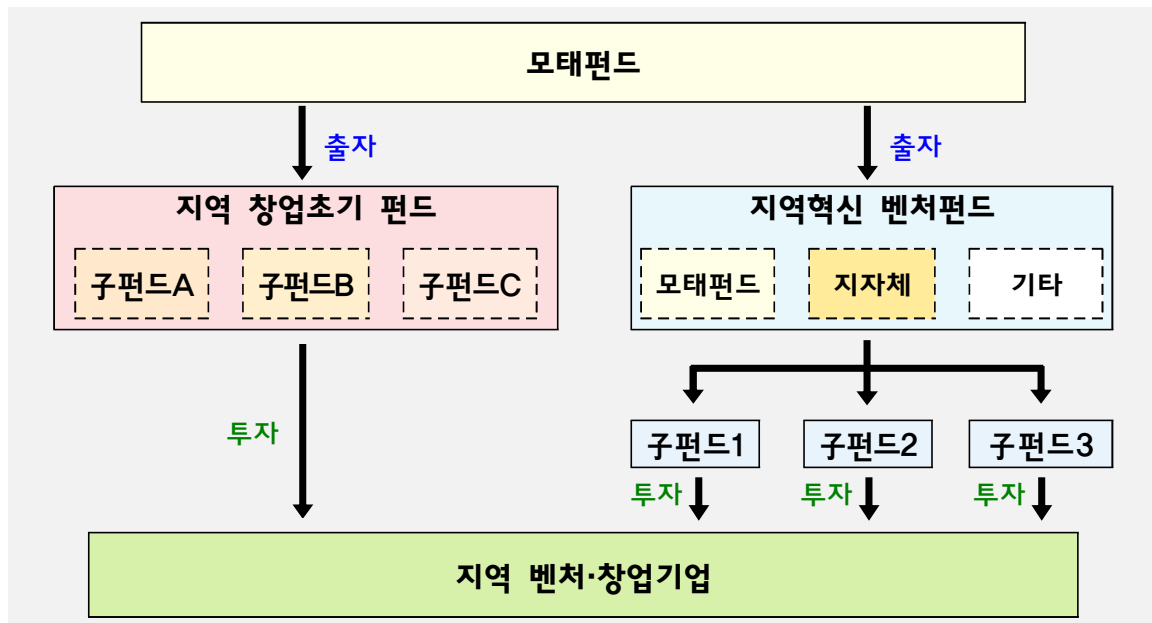 모태펀드
출자
출자
지역 창업초기 펀드
子펀드A
子펀드B
子펀드C
지역혁신 벤처펀드
모태펀드
지자체
기타
투자
子펀드1
子펀드2
子펀드3
투자
투자
투자
지역 벤처·창업기업